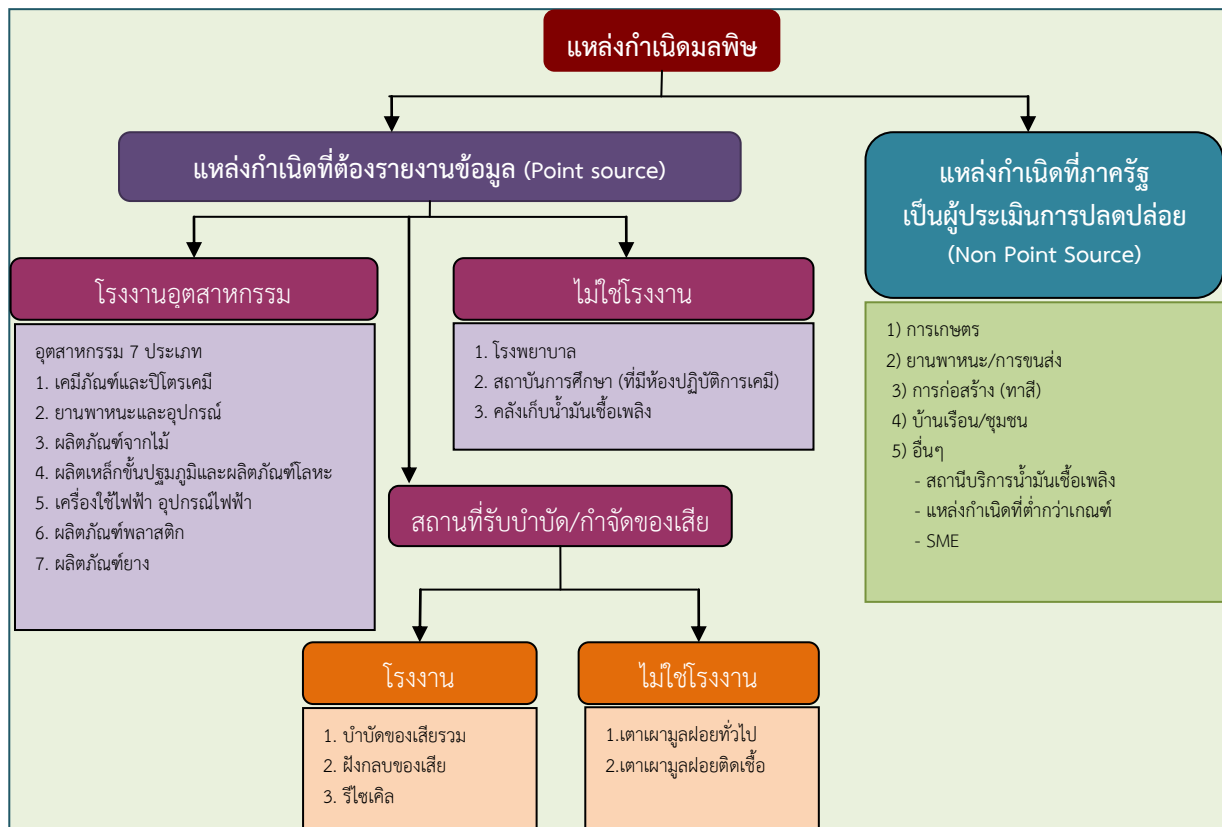 แหล่งกำเนิดมลพิษ
แหล่งกำเนิดที่ต้องรายงานข้อมูล (Point source)
แหล่งกำเนิดที่ภาครัฐ
เป็นผู้ประเมินการปลดปล่อย
(Non Point Source)
โรงงานอุตสาหกรรม
อุตสาหกรรม 7 ประเภท
1. เคมีภัณฑ์และปิโตรเคมี
2. ยานพาหนะและอุปกรณ์
3. ผลิตภัณฑ์จากไม้
4. ผลิตเหล็กขั้นปฐมภูมิและผลิตภัณฑ์โลหะ
5. เครื่องใช้ไฟฟ้า อุปกรณ์ไฟฟ้า
6. ผลิตภัณฑ์พลาสติก
7. ผลิตภัณฑ์ยาง
ไม่ใช่โรงงาน
1. โรงพยาบาล
2. สถาบันการศึกษา (ที่มีห้องปฏิบัติการเคมี)
3. คลังเก็บน้ำมันเชื้อเพลิง
1) การเกษตร
2) ยานพาหนะ/การขนส่ง
3) การก่อสร้าง (ทาสี)
4) บ้านเรือน/ชุมชน
5) อื่นๆ
- สถานีบริการน้ำมันเชื้อเพลิง
- แหล่งกำเนิดที่ต่ำกว่าเกณฑ์
- SME
สถานที่รับบำบัด/กำจัดของเสีย
โรงงาน
1. บำบัดของเสียรวม
2. ฝังกลบของเสีย
3. รีไซเคิล
ไม่ใช่โรงงาน
1.เตาเผามูลฝอยทั่วไป
2.เตาเผามูลฝอยติดเชื้อ